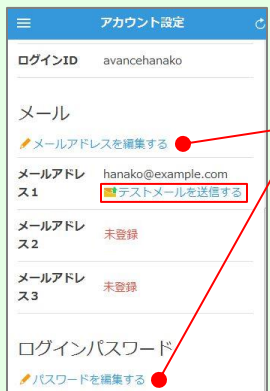 アカウント設定
ログインID avancehanako
メール
メールアドレスを編集する
メールアドレ hanako@example.com
ス1 テストメールを送信する
メールアドレ
ス2 未登録
メールアドレ
ス3 未登録
ログインパスワード
パスワードを編集する